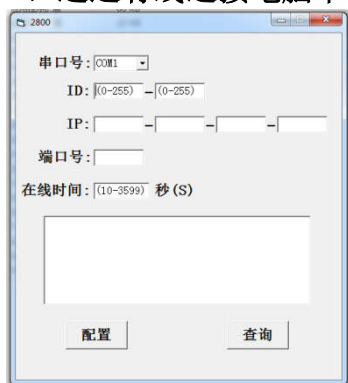 2800
串口号: COM1
ID: (0-255) - (0-255)
IP: - - -
端口号:
在线时间: (10-3599) 秒(S)
配置 查询